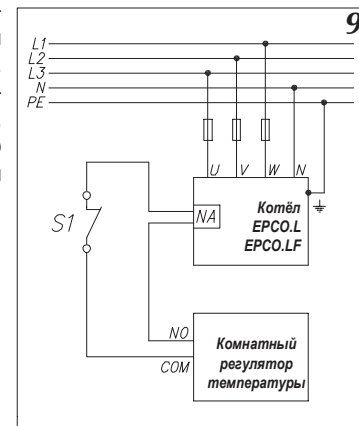 9
L1
L2
L3
N
PE
U V W N
S1
NA
Котёл
EPCO.L
EPCO.LF
NO
COM
Комнатный
регулятор
температуры